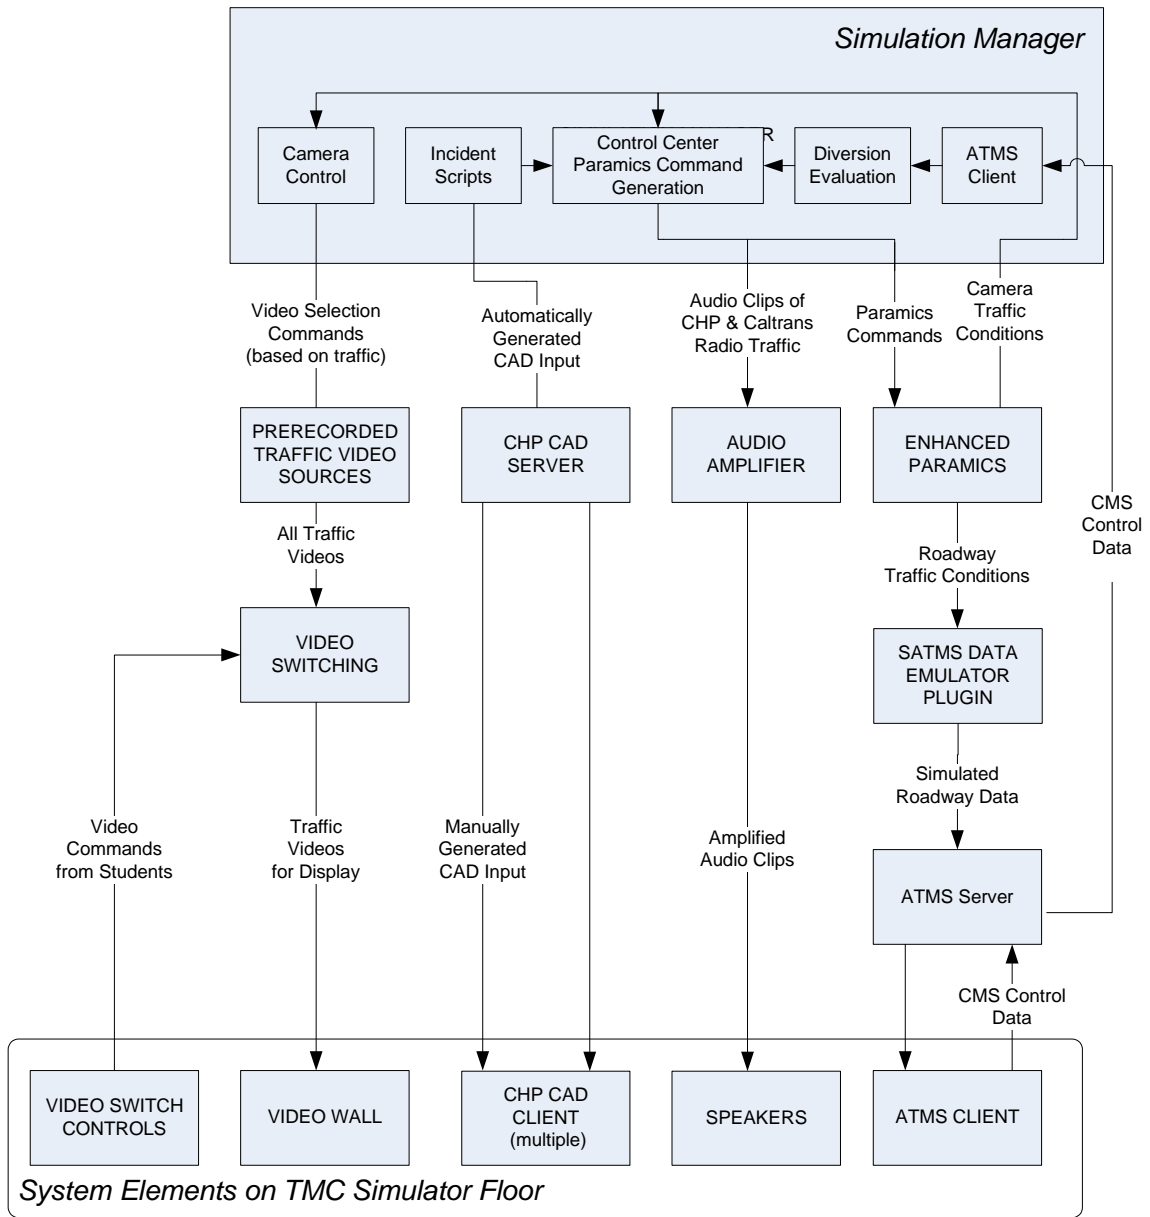 Simulation Manager
Camera
Control
Incident
Scripts
R
Control Center
Paramics Command
Generation
Diversion
Evaluation
ATMS
Client
Video Selection
Commands
(based on traffic)
Automatically
Generated
CAD Input
Audio Clips of
CHP & Caltrans
Radio Traffic
Paramics
Commands
Camera
Traffic
Conditions
PRERECORDED
TRAFFIC VIDEO
SOURCES
CHP CAD
SERVER
AUDIO
AMPLIFIER
ENHANCED
PARAMICS
CMS
Control
Data
All Traffic
Videos
Roadway
Traffic Conditions
VIDEO
SWITCHING
SATMS DATA
EMULATOR
PLUGIN
Simulated
Roadway Data
Video
Commands
from Students
Traffic
Videos
for Display
Manually
Generated
CAD Input
Amplified
Audio Clips
ATMS Server
CMS Control
Data
VIDEO SWITCH
CONTROLS
VIDEO WALL
CHP CAD
CLIENT
(multiple)
SPEAKERS
ATMS CLIENT
System Elements on TMC Simulator Floor